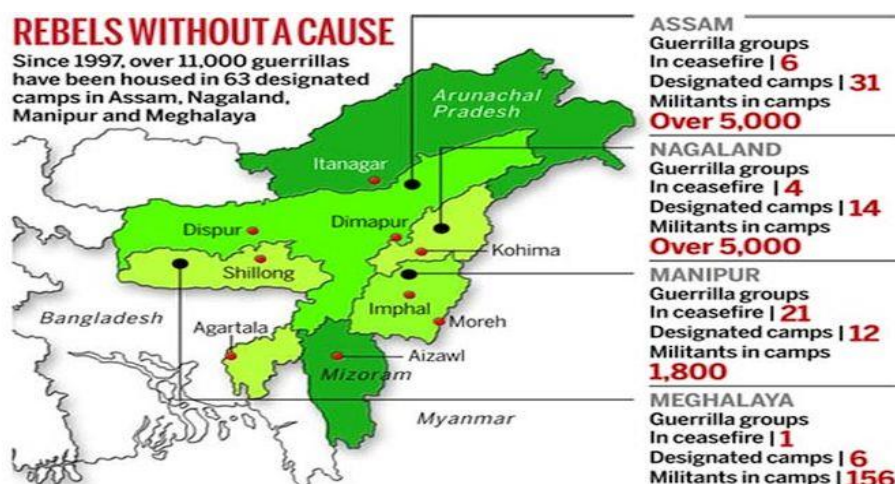 REBELS WITHOUT A CAUSE
Since 1997, over 11,000 guerrillas
have been housed in 63 designated
camps in Assam, Nagaland,
Manipur and Meghalaya
Arunachal
Pradesh
Itanagar
Dispur
Dimapur
Kohima
Shillong
Imphal
Bangladesh
Agartala
Moreh
Aizawl
Mizoram
Myanmar
ASSAM
Guerrilla groups
In ceasefire | 6
Designated camps | 31
Militants in camps
Over 5,000
NAGALAND
Guerrilla groups
In ceasefire | 4
Designated camps | 14
Militants in camps
Over 5,000
MANIPUR
Guerrilla groups
In ceasefire | 21
Designated camps | 12
Militants in camps
1,800
MEGHALAYA
Guerrilla groups
In ceasefire | 1
Designated camps | 6
Militants in camps | 156